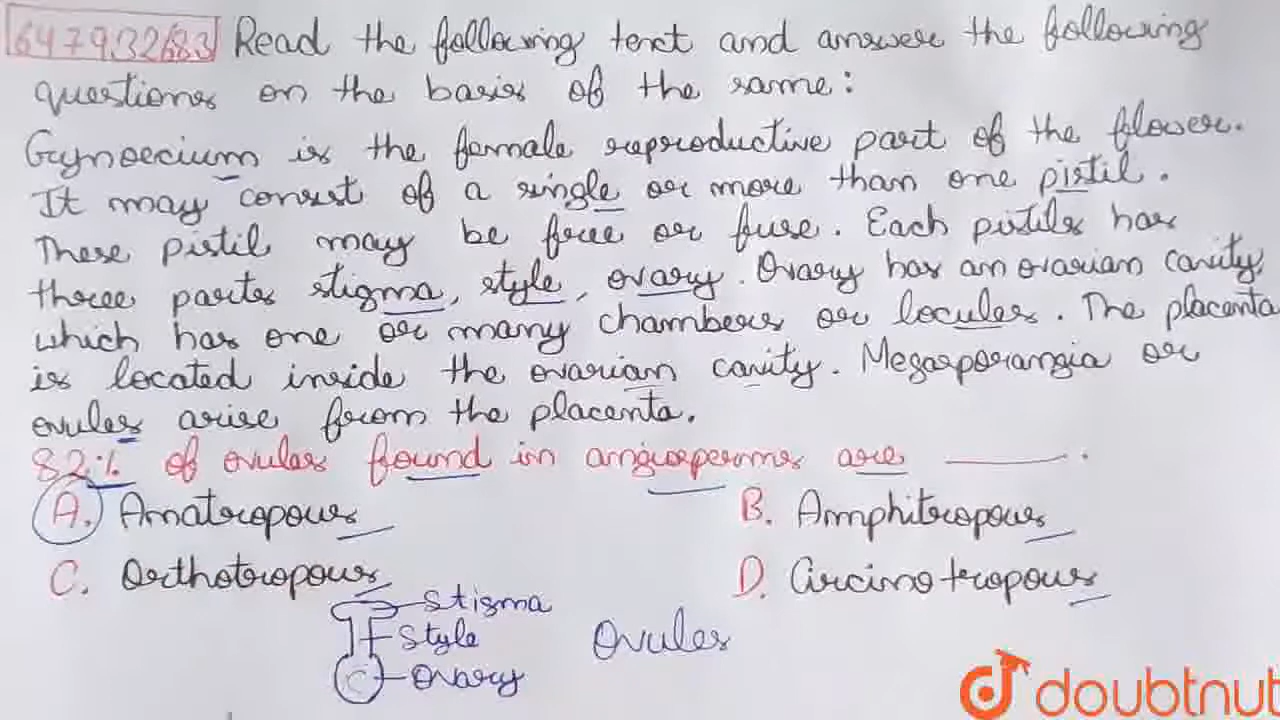 647932683 Read the following text and answer the following
questions on the basis of the same:
Gynoecium is the female reproductive part of the flower.
It may consist of a single or more than one pistil.
These pistil may be free or fuse. Each pistils has
three parts stigma, style, ovary. Ovary has an ovarian cavity,
which has one or many chambers or locules. The placenta
is located inside the ovarian cavity. Megasporangia or
ovules arise from the placenta.
82% of ovules found in angiosperms are ______.
A. Anatropous B. Amphitropous
C. Orthotropous D. Circinotropous
Stigma
Style Ovules
Ovary
doubtnut